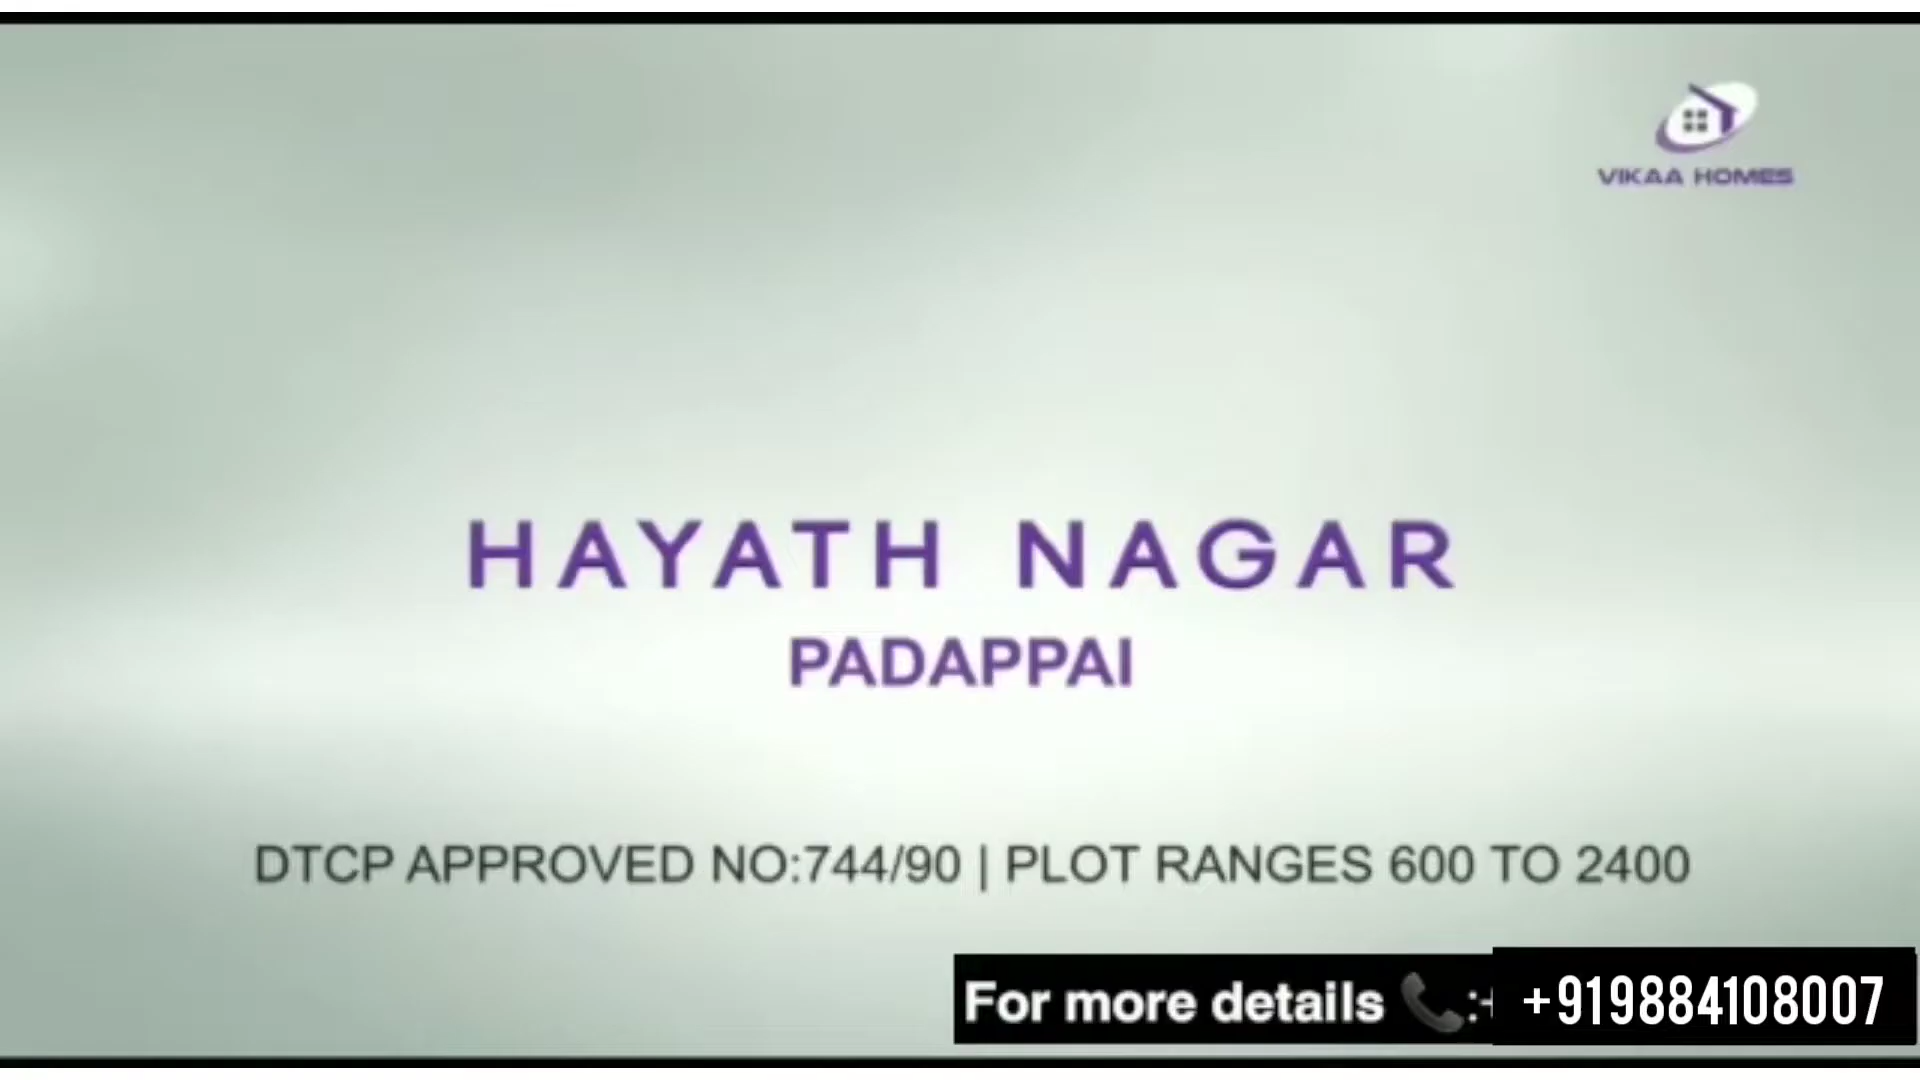 VIKAA HOMES
HAYATH NAGAR
PADAPPAI
DTCP APPROVED NO:744/90 | PLOT RANGES 600 TO 2400
For more details 📞:+ +919884108007